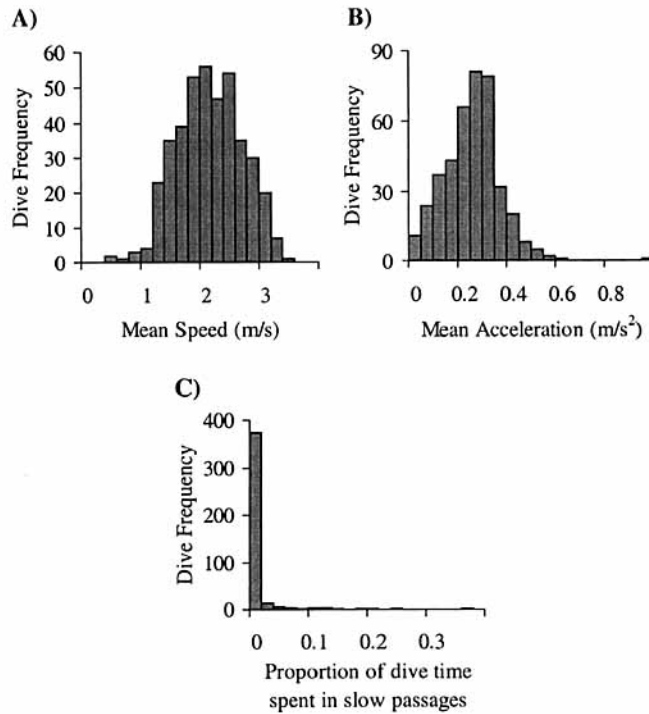 A)
60
50
40
30
20
10
0
Dive Frequency
0 1 2 3
Mean Speed (m/s)
B)
90
60
30
0
Dive Frequency
0 0.2 0.4 0.6 0.8
Mean Acceleration (m/s²)
C)
400
300
200
100
0
Dive Frequency
0 0.1 0.2 0.3
Proportion of dive time
spent in slow passages